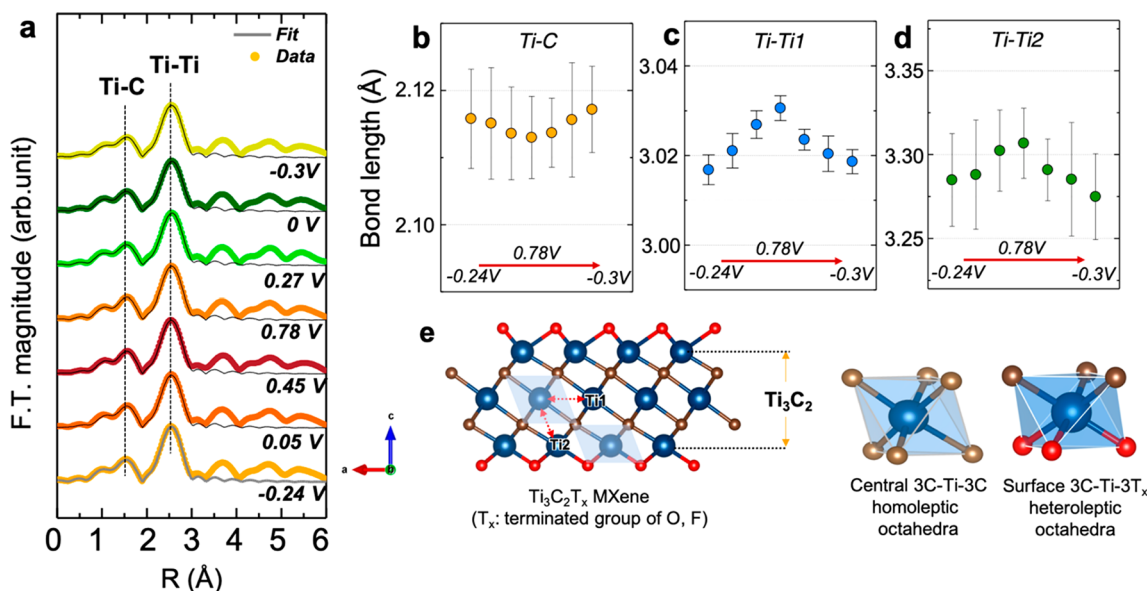 a
Fit
Data
Ti-C
Ti-Ti
-0.3V
0 V
0.27 V
0.78 V
0.45 V
0.05 V
-0.24 V
F.T. magnitude (arb.unit)
0 1 2 3 4 5 6
R (Å)
c
a
b
b
Ti-C
Bond length (Å)
2.12
2.10
0.78V
-0.24V
-0.3V
c
Ti-Ti1
3.04
3.02
3.00
0.78V
-0.24V
-0.3V
d
Ti-Ti2
3.35
3.30
3.25
0.78V
-0.24V
-0.3V
e
Ti1
Ti2
Ti₃C₂
Ti₃C₂Tₓ MXene
(Tₓ: terminated group of O, F)
Central 3C-Ti-3C
homoleptic
octahedra
Surface 3C-Ti-3Tₓ
heteroleptic
octahedra